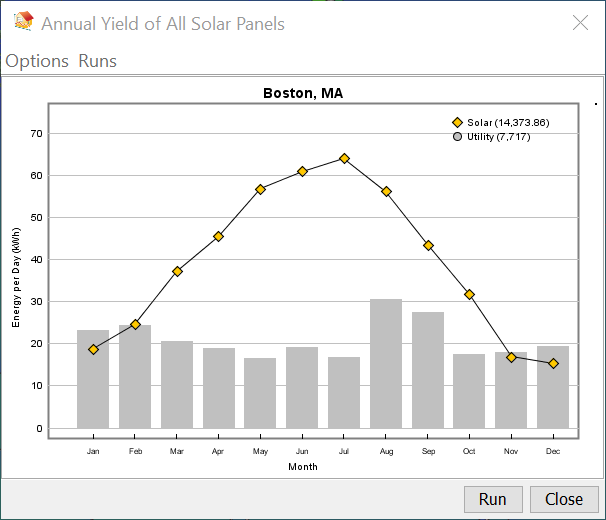 Annual Yield of All Solar Panels
Options Runs
Boston, MA
Solar (14,373.86)
Utility (7,717)
70
60
50
40
30
20
10
0
Energy per Day (kWh)
Jan Feb Mar Apr May Jun Jul Aug Sep Oct Nov Dec
Month
Run Close